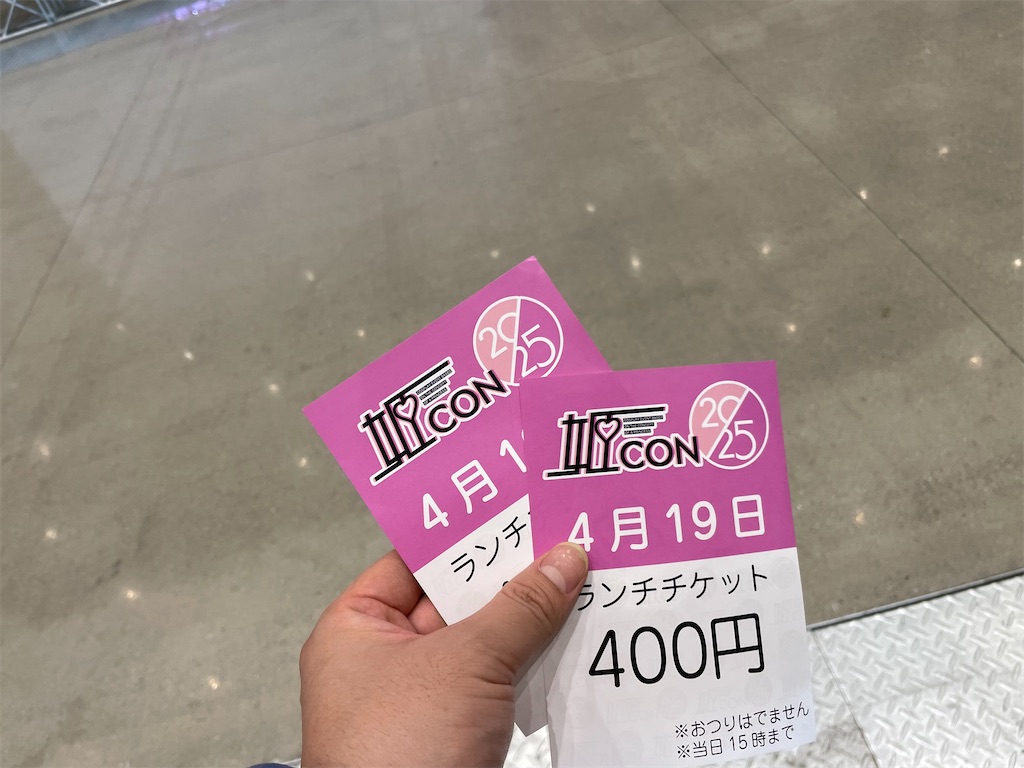 姫CON
2025
4月1
ランチ
姫CON
2025
4月19日
ランチチケット
400円
※おつりはでません
※当日15時まで